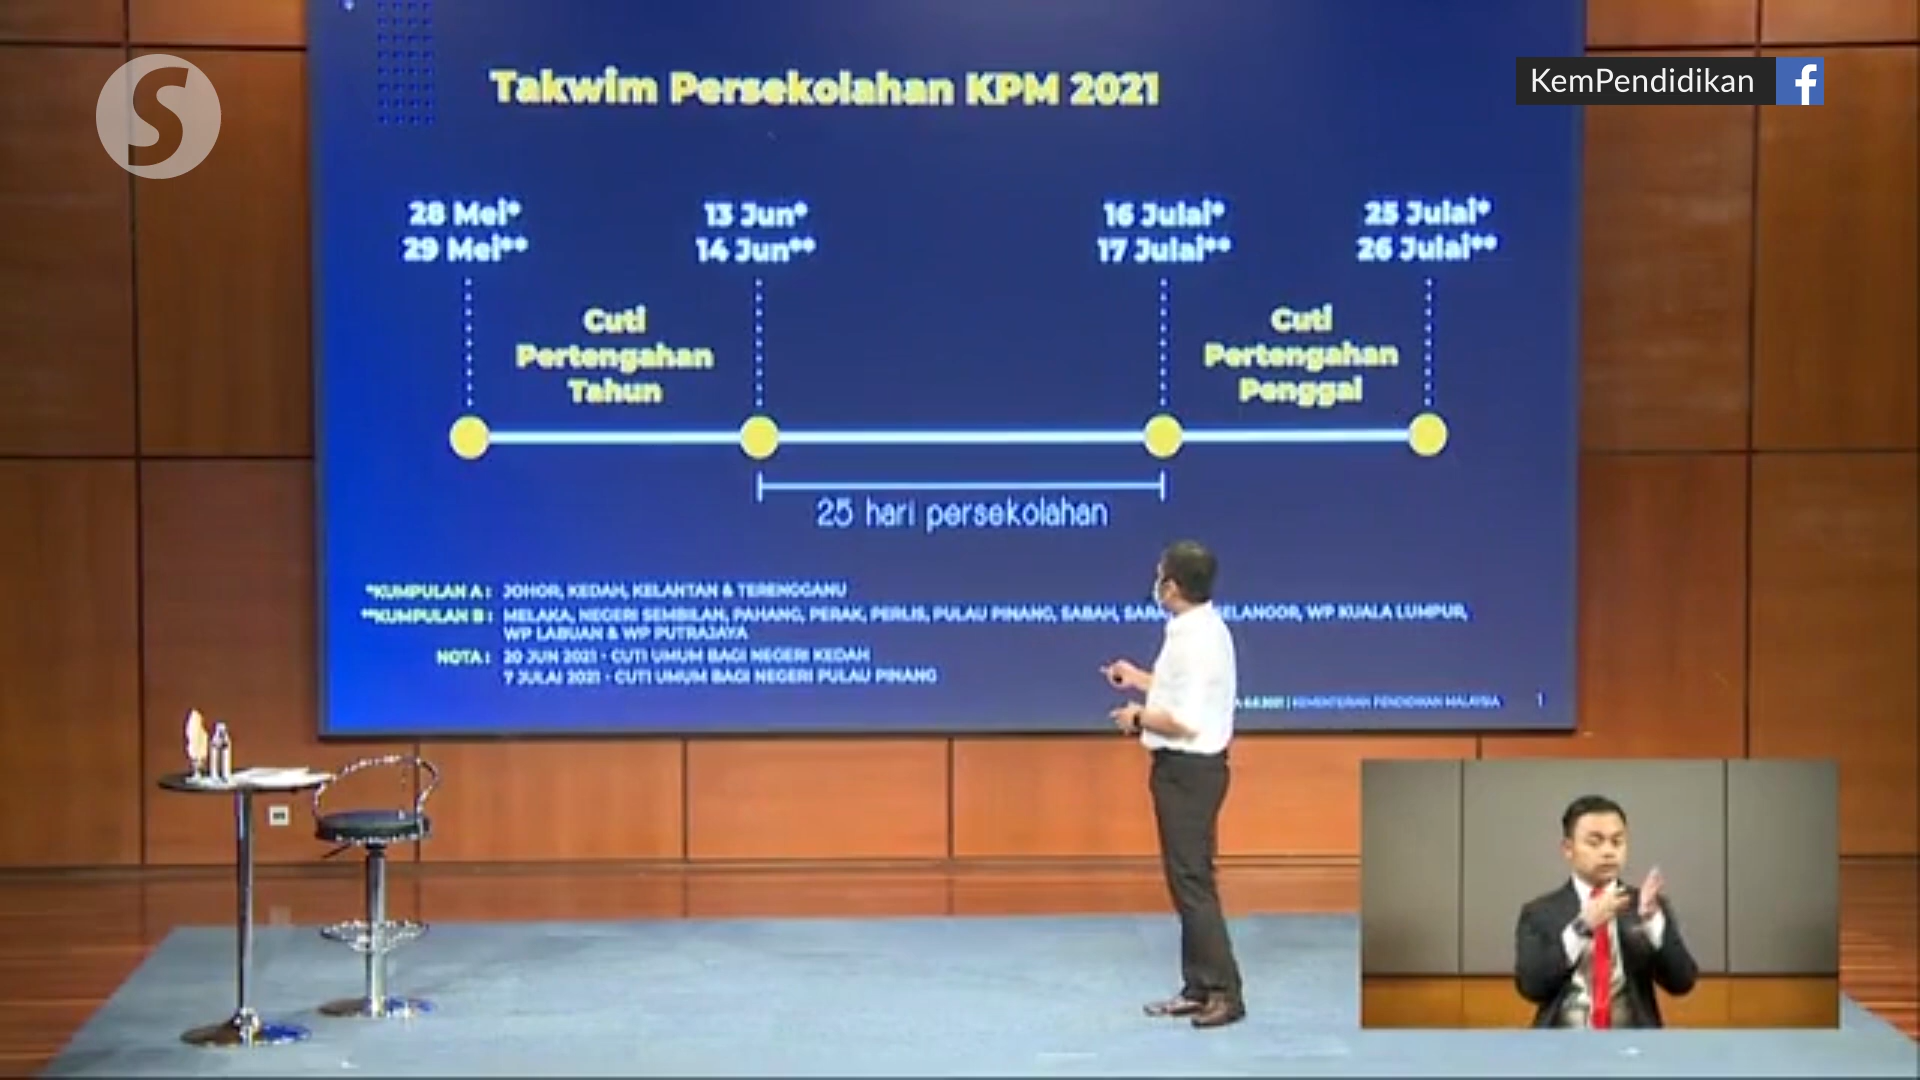 S
KemPendidikan f
Takwim Persekolahan KPM 2021
28 Mei* 13 Jun* 16 Julai* 25 Julai*
29 Mei** 14 Jun** 17 Julai** 26 Julai**
Cuti
Pertengahan
Tahun
Cuti
Pertengahan
Penggal
25 hari persekolahan
*KUMPULAN A : JOHOR, KEDAH, KELANTAN & TERENGGANU
**KUMPULAN B : MELAKA, NEGERI SEMBILAN, PAHANG, PERAK, PERLIS, PULAU PINANG, SABAH, SARA ELANGOR, WP KUALA LUMPUR,
WP LABUAN & WP PUTRAJAYA
NOTA : 20 JUN 2021 - CUTI UMUM BAGI NEGERI KEDAH
7 JULAI 2021 - CUTI UMUM BAGI NEGERI PULAU PINANG
| KEMENTERIAN PENDIDIKAN MALAYSIA 1